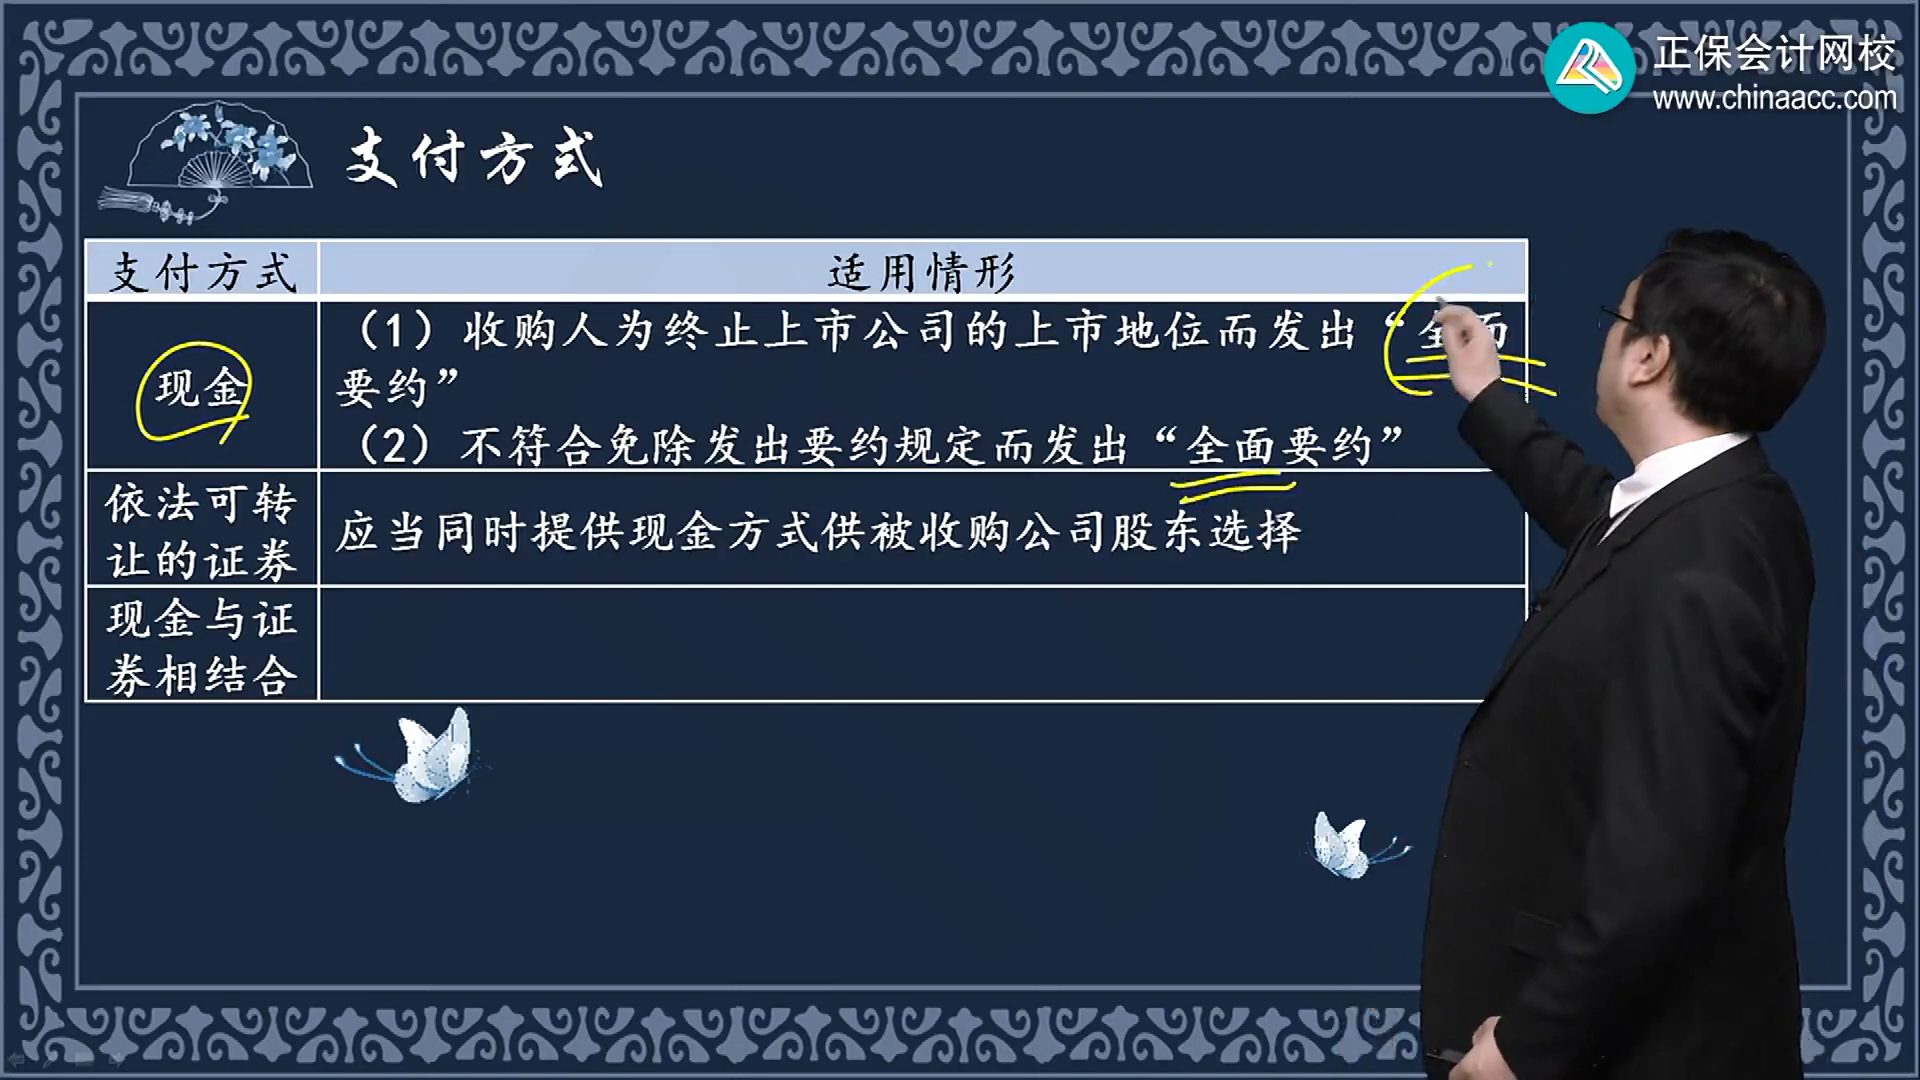 正保会计网校
www.chinaacc.com
支付方式
支付方式
适用情形
现金
（1）收购人为终止上市公司的上市地位而发出“全面
要约”
（2）不符合免除发出要约规定而发出“全面要约”
依法可转
让的证券
应当同时提供现金方式供被收购公司股东选择
现金与证
券相结合